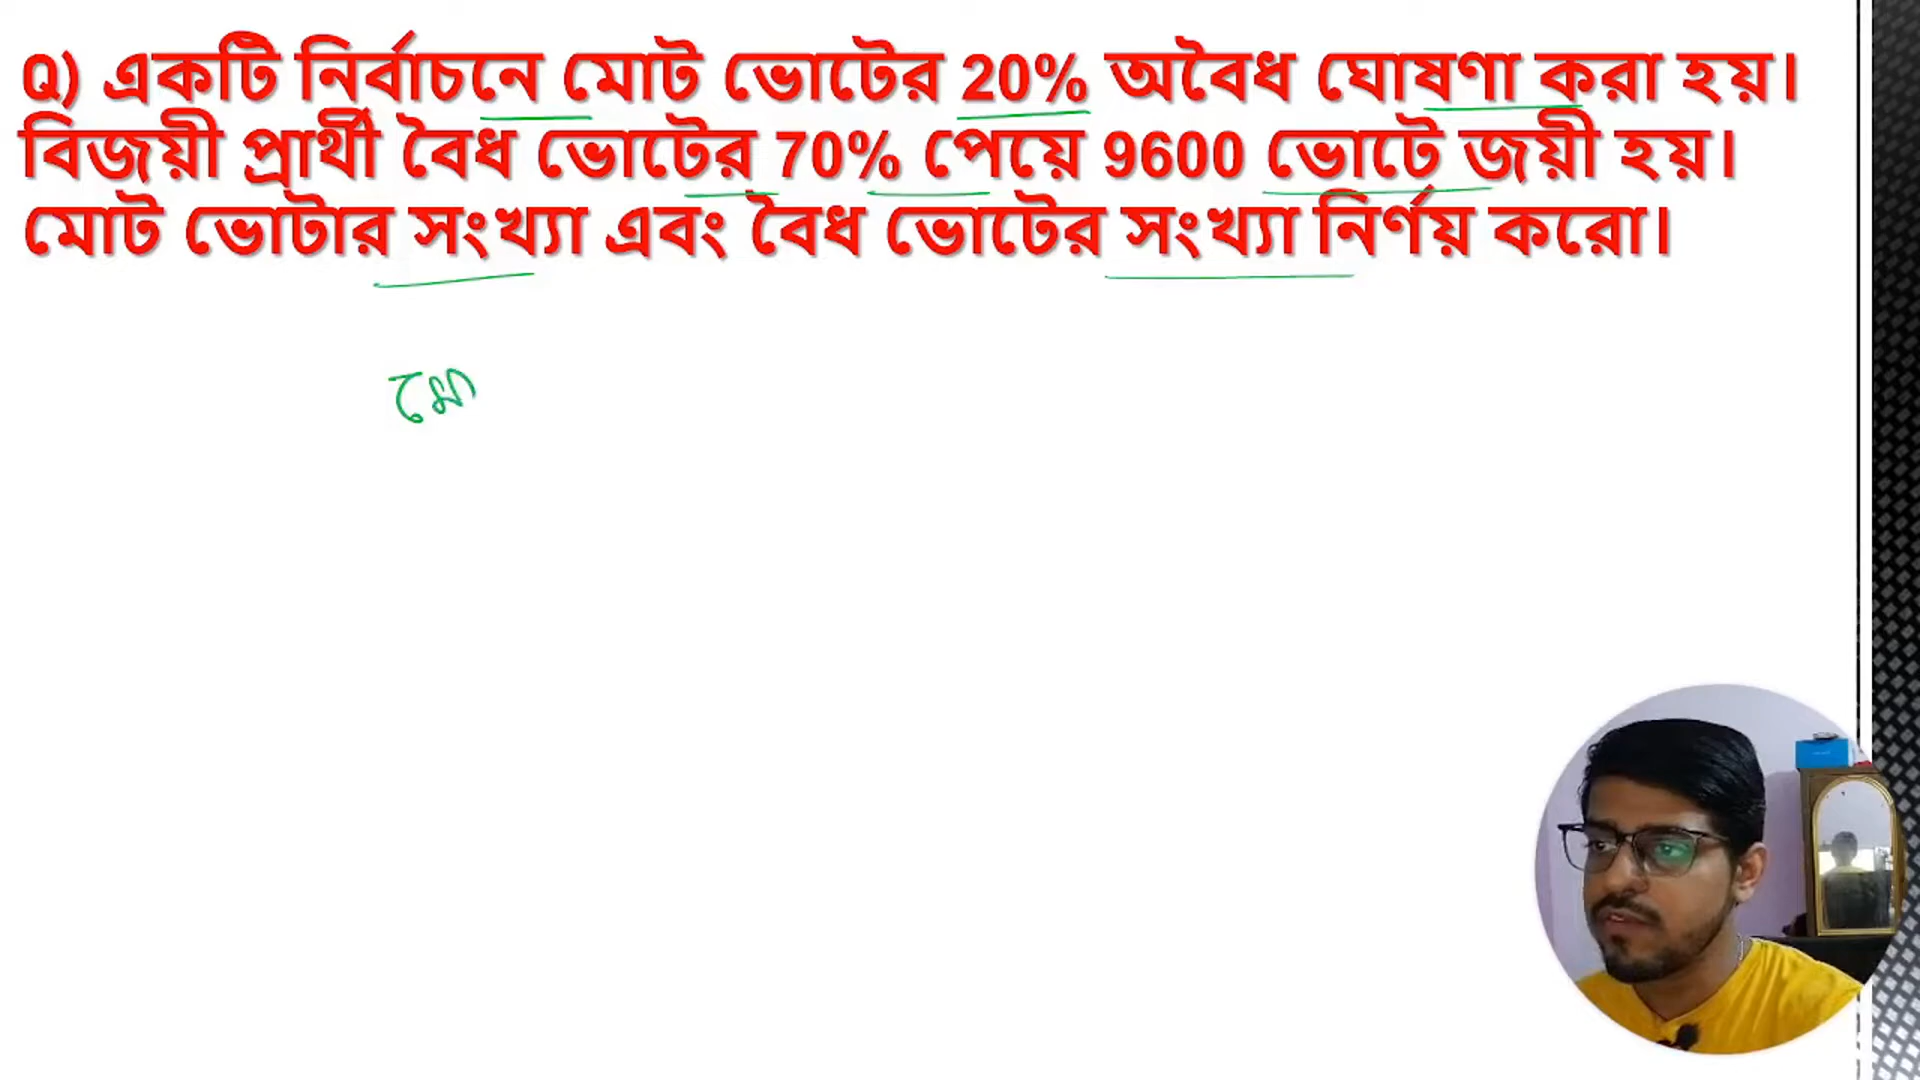 Q) একটি নির্বাচনে মোট ভোটের 20% অবৈধ ঘোষণা করা হয়।
বিজয়ী প্রার্থী বৈধ ভোটের 70% পেয়ে 9600 ভোটে জয়ী হয়।
মোট ভোটার সংখ্যা এবং বৈধ ভোটের সংখ্যা নির্ণয় করো।
মো